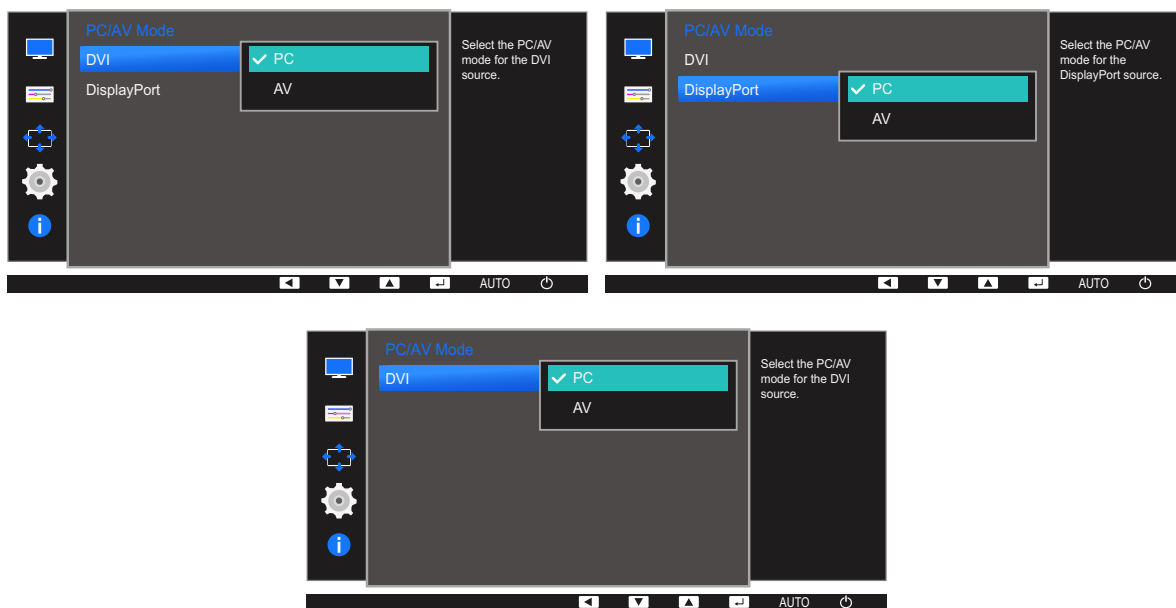 PC/AV Mode
DVI
PC
DisplayPort
AV
Select the PC/AV
mode for the DVI
source.
AUTO
PC/AV Mode
DVI
DisplayPort
PC
AV
Select the PC/AV
mode for the
DisplayPort source.
AUTO
PC/AV Mode
DVI
PC
AV
Select the PC/AV
mode for the DVI
source.
AUTO